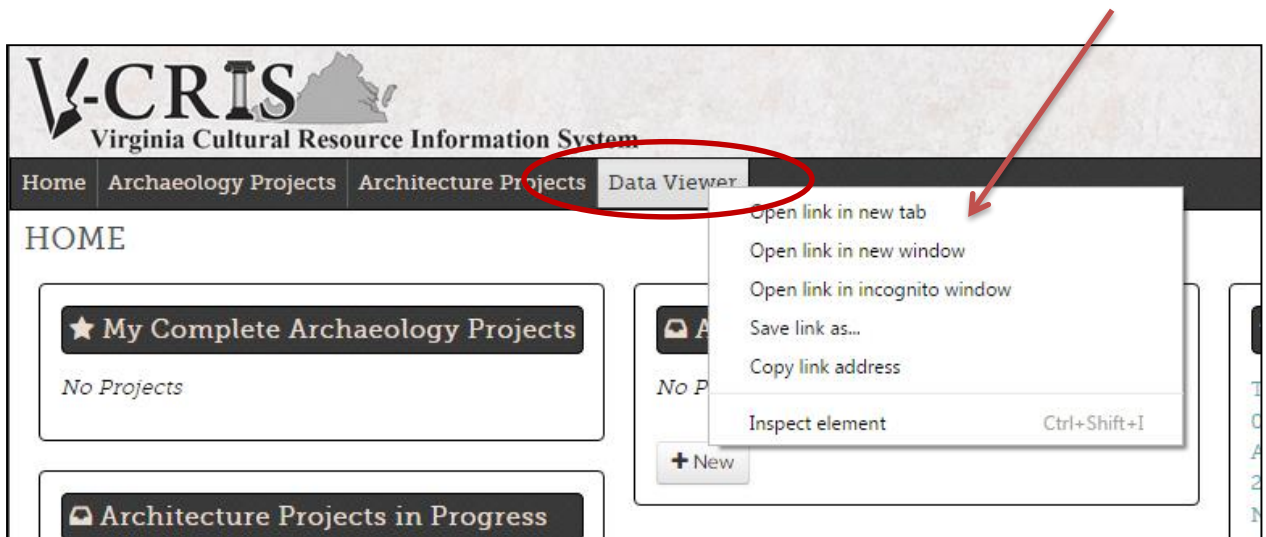 V-CRIS
Virginia Cultural Resource Information System
Home Archaeology Projects Architecture Projects Data Viewer
HOME
My Complete Archaeology Projects
No Projects
Architecture Projects in Progress
A
No P
+ New
Open link in new tab
Open link in new window
Open link in incognito window
Save link as...
Copy link address
Inspect element Ctrl+Shift+I